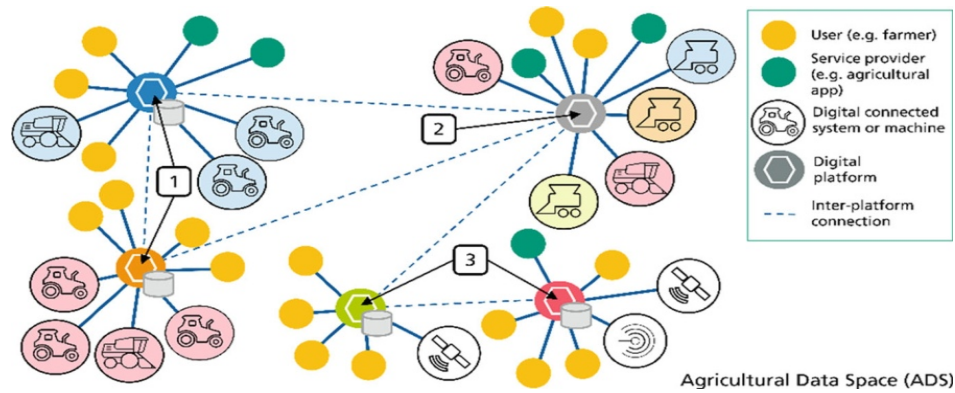 User (e.g. farmer)
Service provider
(e.g. agricultural
app)
Digital connected
system or machine
Digital
platform
Inter-platform
connection
2
1
3
Agricultural Data Space (ADS)